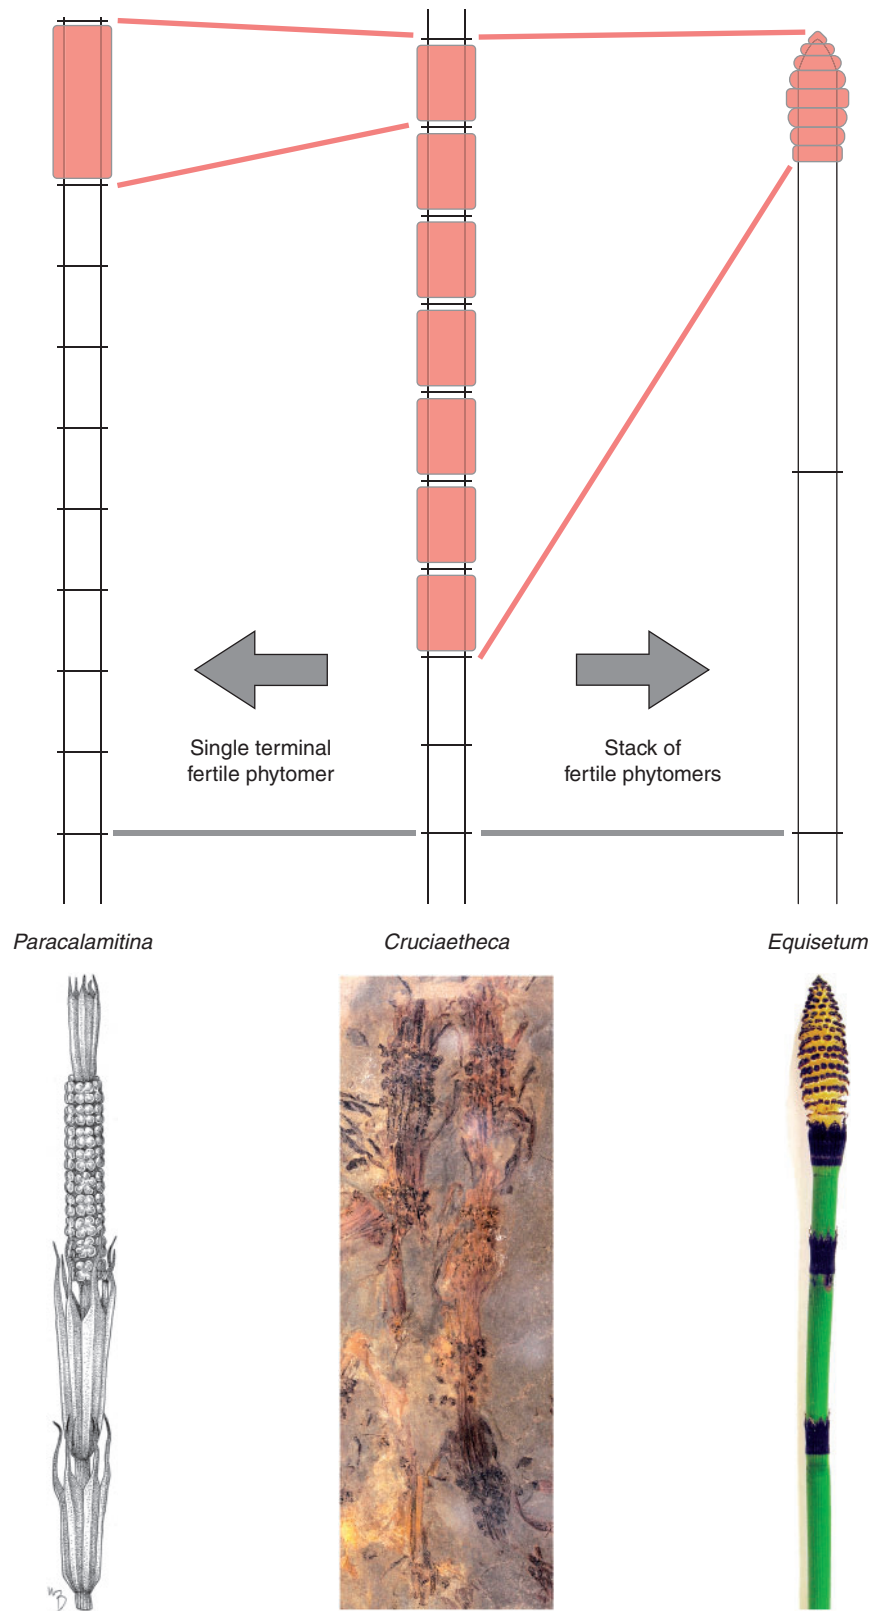 Single terminal
fertile phytomer
Stack of
fertile phytomers
Paracalamitina
Cruciaetheca
Equisetum